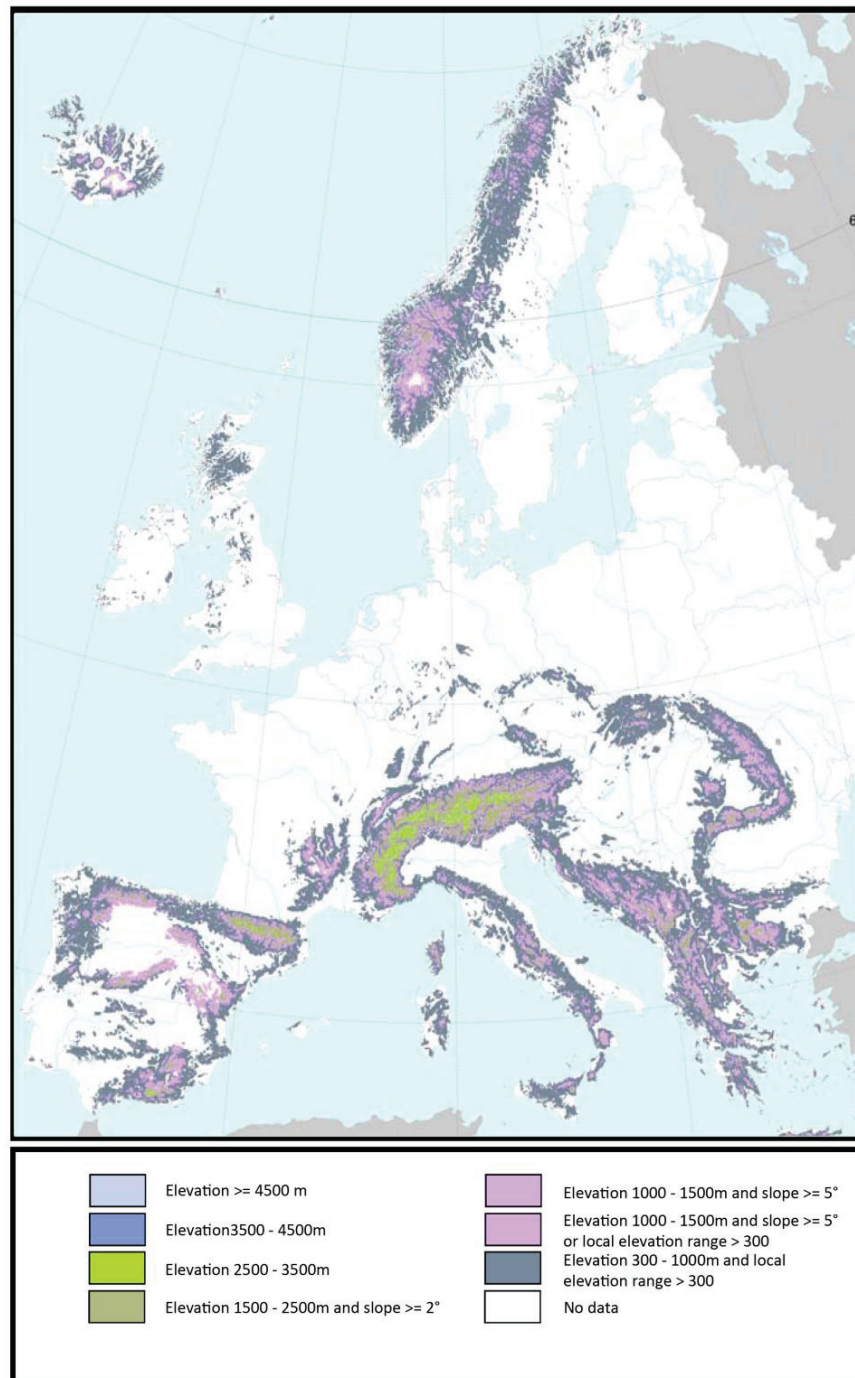 6
Elevation >= 4500 m
Elevation3500 - 4500m
Elevation 2500 - 3500m
Elevation 1500 - 2500m and slope >= 2°
Elevation 1000 - 1500m and slope >= 5°
Elevation 1000 - 1500m and slope >= 5°
or local elevation range > 300
Elevation 300 - 1000m and local
elevation range > 300
No data